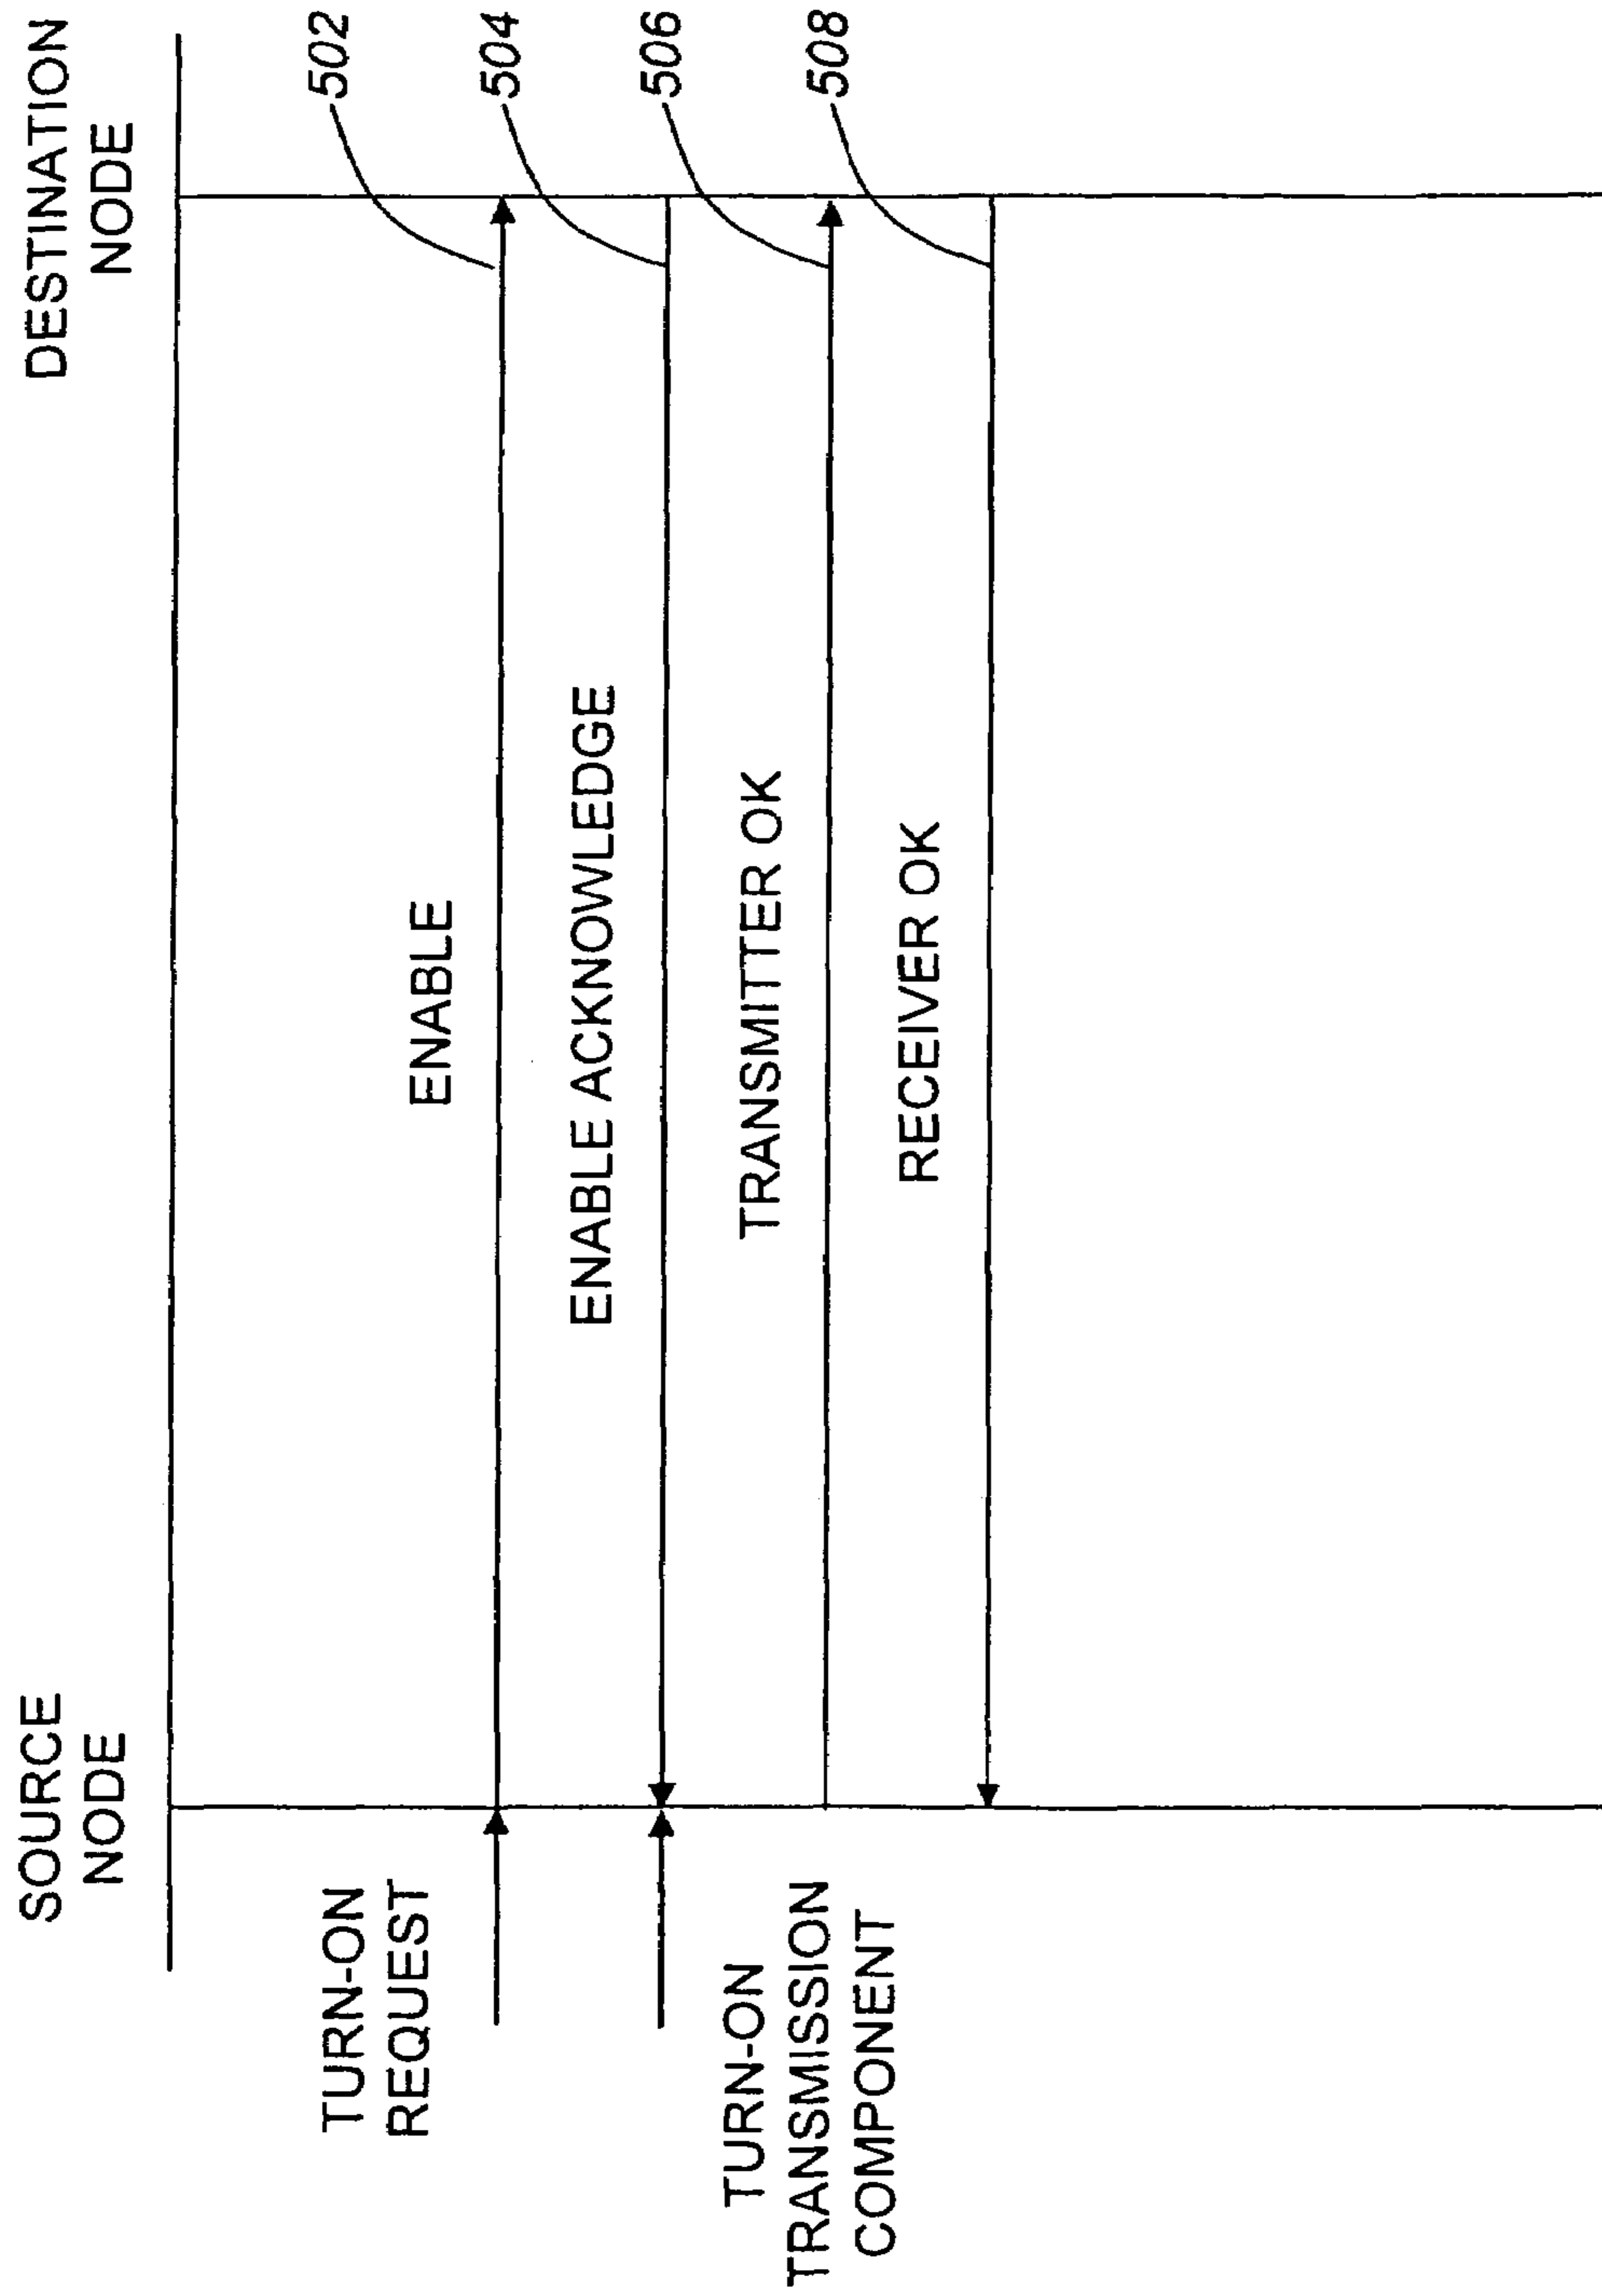 SOURCE
NODE
DESTINATION
NODE
502
TURN-ON
REQUEST
ENABLE
504
ENABLE ACKNOWLEDGE
506
TURN-ON
TRANSMISSION
COMPONENT
TRANSMITTER OK
508
RECEIVER OK